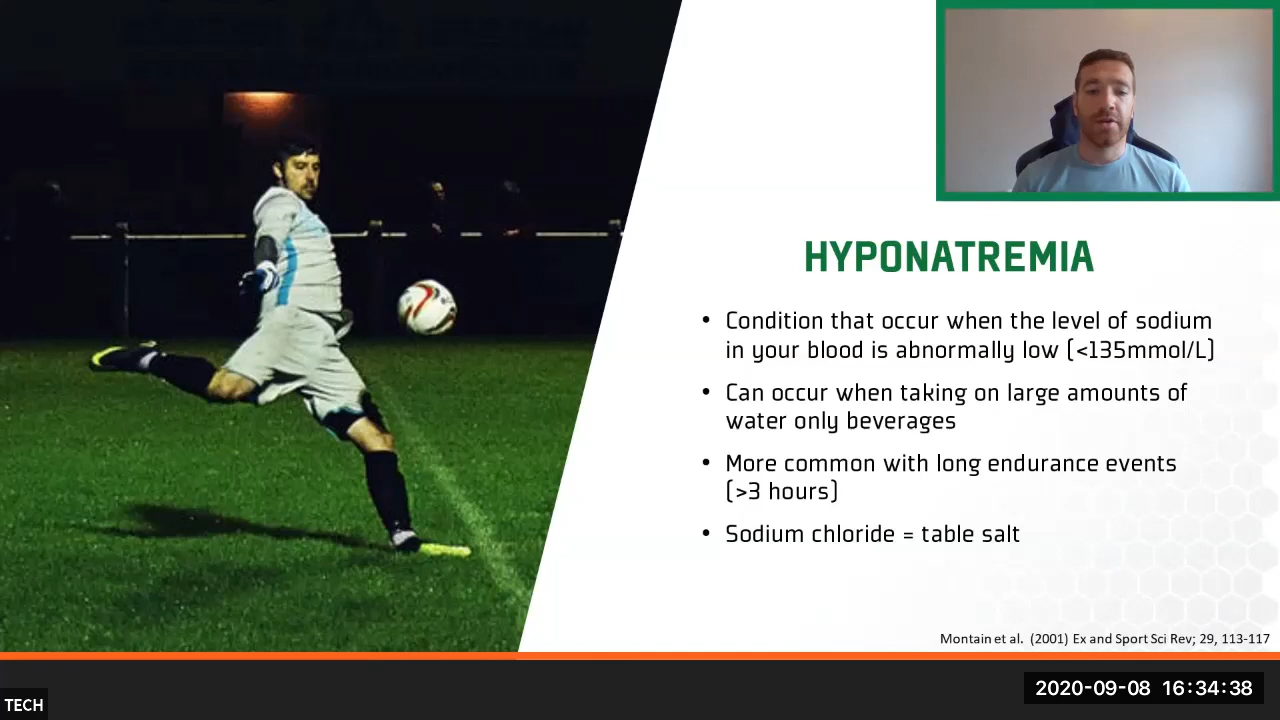 HYPONATREMIA
• Condition that occur when the level of sodium
in your blood is abnormally low (<135mmol/L)
• Can occur when taking on large amounts of
water only beverages
• More common with long endurance events
(>3 hours)
• Sodium chloride = table salt
Montain et al. (2001) Ex and Sport Sci Rev; 29, 113-117
2020-09-08 16:34:38
TECH